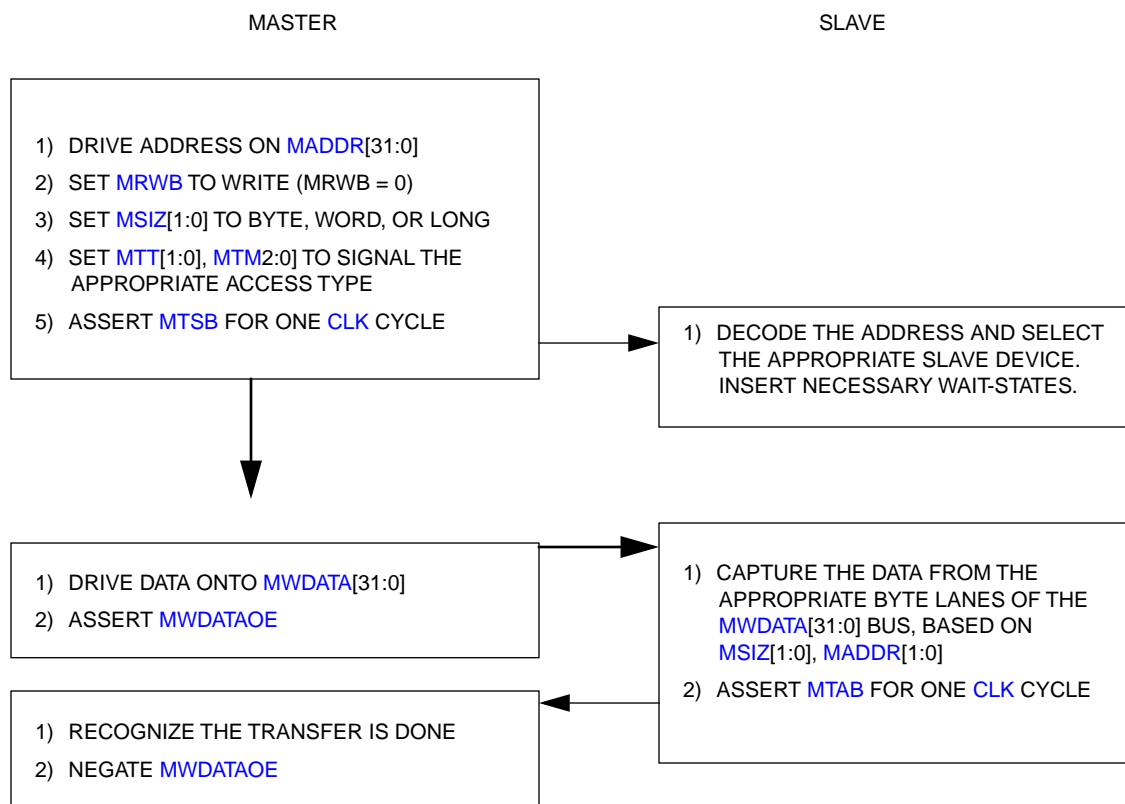 MASTER
SLAVE
1) DRIVE ADDRESS ON MADDR[31:0]
2) SET MRWB TO WRITE (MRWB = 0)
3) SET MSIZ[1:0] TO BYTE, WORD, OR LONG
4) SET MTT[1:0], MTM2:0] TO SIGNAL THE
APPROPRIATE ACCESS TYPE
5) ASSERT MTSB FOR ONE CLK CYCLE
1) DECODE THE ADDRESS AND SELECT
THE APPROPRIATE SLAVE DEVICE.
INSERT NECESSARY WAIT-STATES.
1) DRIVE DATA ONTO MWDATA[31:0]
2) ASSERT MWDATAOE
1) CAPTURE THE DATA FROM THE
APPROPRIATE BYTE LANES OF THE
MWDATA[31:0] BUS, BASED ON
MSIZ[1:0], MADDR[1:0]
2) ASSERT MTAB FOR ONE CLK CYCLE
1) RECOGNIZE THE TRANSFER IS DONE
2) NEGATE MWDATAOE